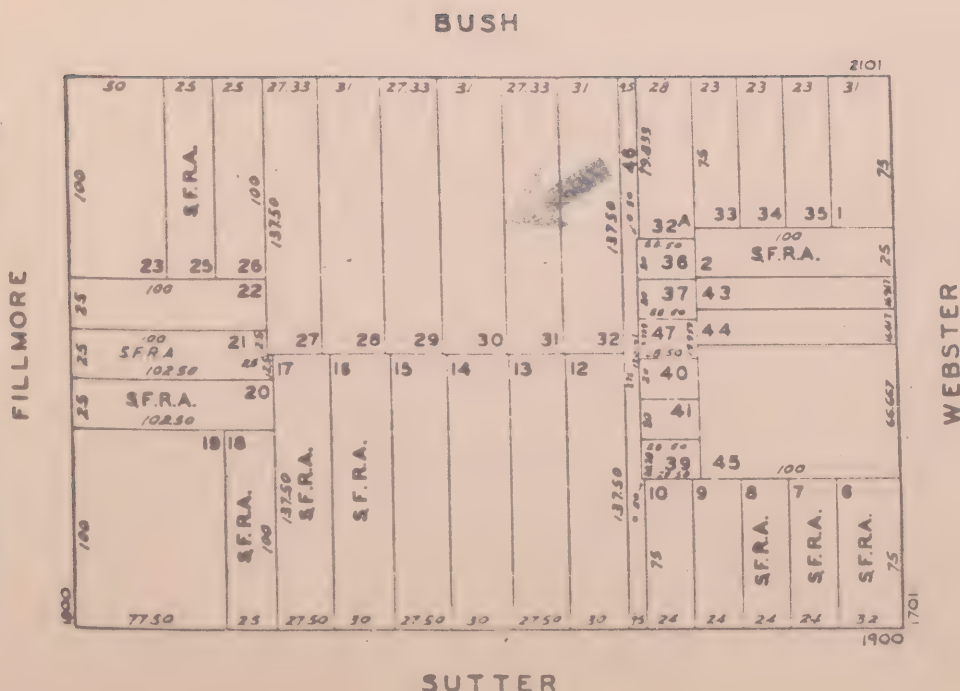 BUSH
2101
50 25 25 27.33 31 27.33 31 27.33 31 28 23 23 23 31
100 S.F.R.A. 100 137.50 137.50 46 79.833 75 75
32A 33 34 35 1
23 25 26 36 2 100 S.F.R.A. 25
25 100 22 37 43
100 21 27 28 29 30 31 32 47 44
25 S.F.R.A 25
102.50 17 16 15 14 13 12 40
25 S.F.R.A. 20 41 66.667
102.50
19 18 39 45 100
100 S.F.R.A. 100 137.50 S.F.R.A. S.F.R.A. 137.50 10 9 8 7 6
75 S.F.R.A. S.F.R.A. S.F.R.A. 75
77.50 25 27.50 30 27.50 30 27.50 30 24 24 24 24 32
1701
1900
FILLMORE
WEBSTER
SUTTER